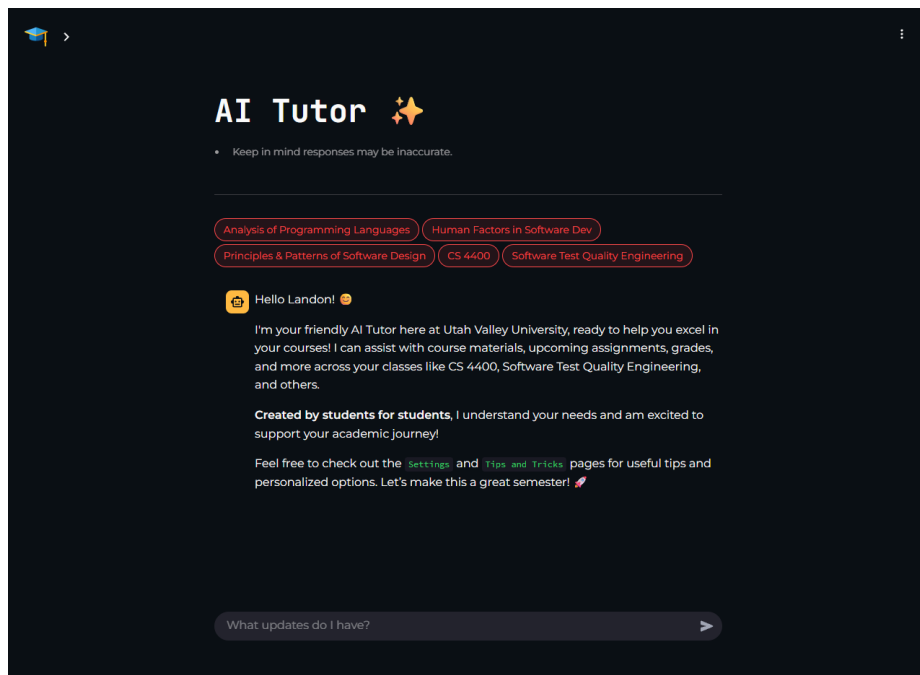 AI Tutor ✨
• Keep in mind responses may be inaccurate.
Analysis of Programming Languages Human Factors in Software Dev
Principles & Patterns of Software Design CS 4400 Software Test Quality Engineering
Hello Landon! 😊
I'm your friendly AI Tutor here at Utah Valley University, ready to help you excel in
your courses! I can assist with course materials, upcoming assignments, grades,
and more across your classes like CS 4400, Software Test Quality Engineering,
and others.
Created by students for students, I understand your needs and am excited to
support your academic journey!
Feel free to check out the Settings and Tips and Tricks pages for useful tips and
personalized options. Let’s make this a great semester! 🚀
What updates do I have?